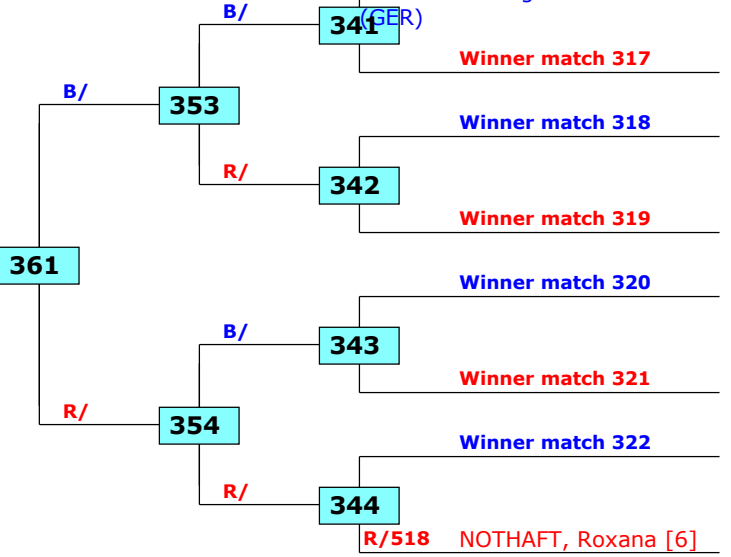 B/
341
(GER)
Winner match 317
B/
353
Winner match 318
R/
342
Winner match 319
361
Winner match 320
B/
343
Winner match 321
R/
354
Winner match 322
R/
344
R/518 NOTHAFT, Roxana [6]